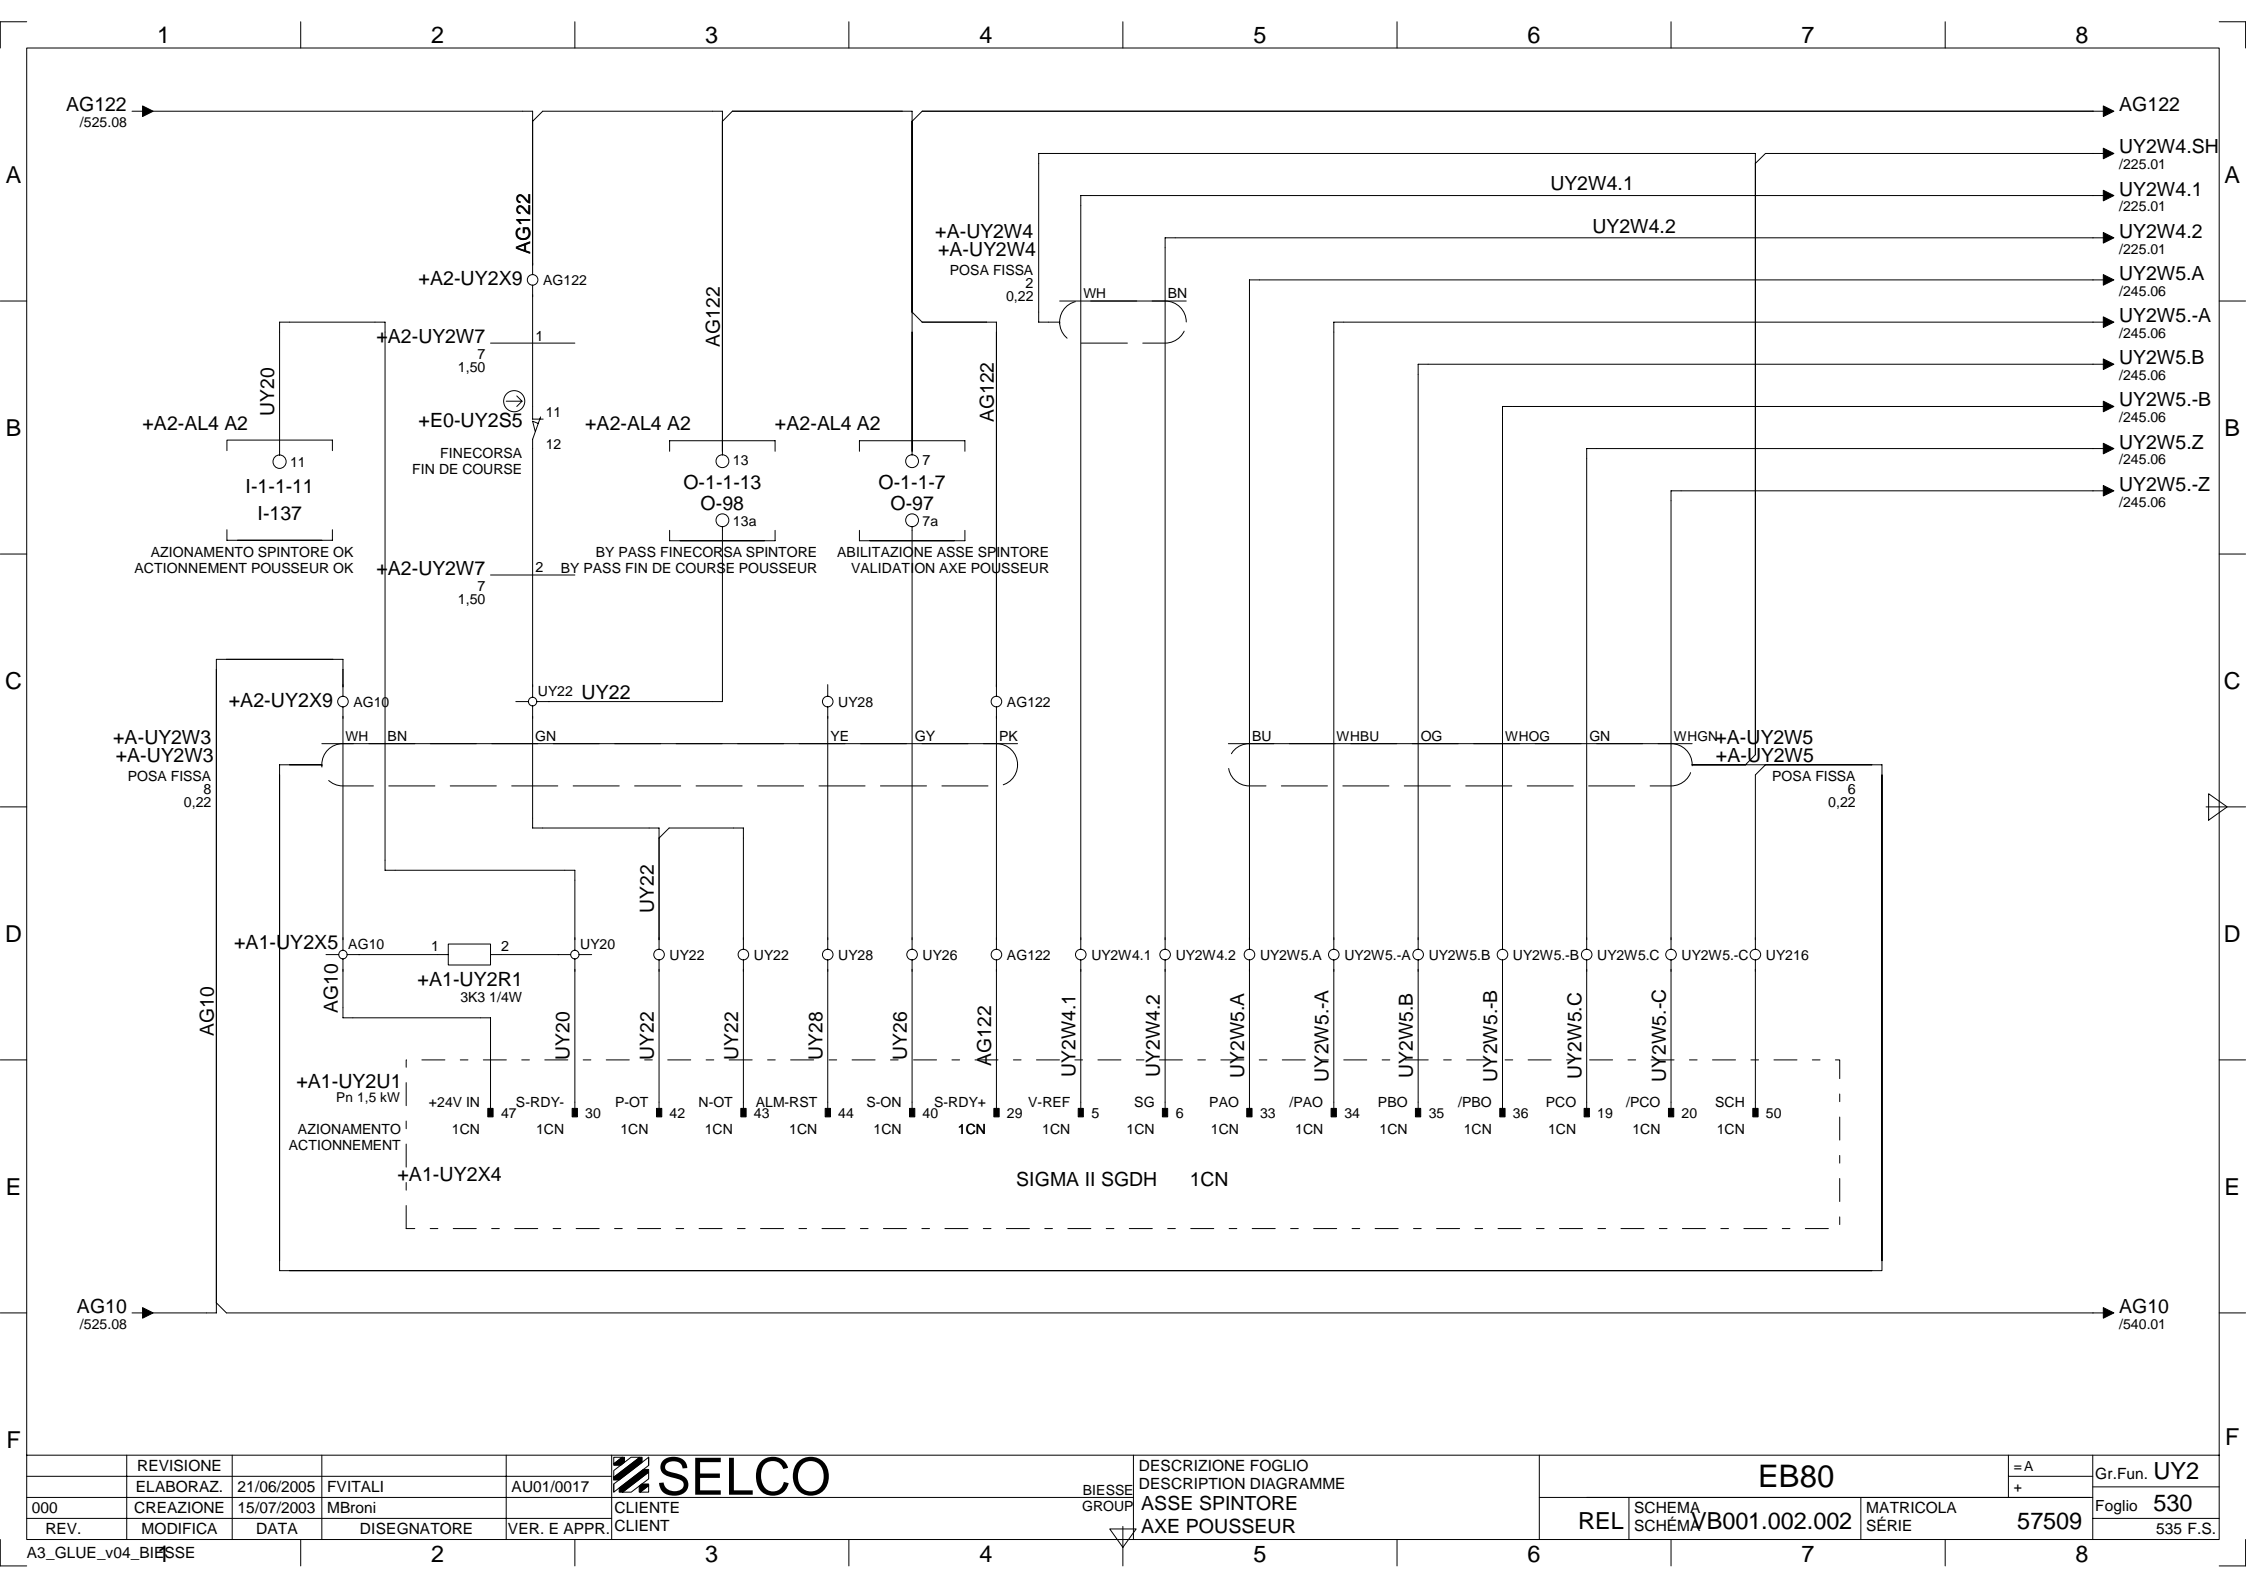 1 2 3 4 5 6 7 8
AG122
/525.08
AG122
UY2W4.SH
/225.01
A
A
UY2W4.1
UY2W4.1
/225.01
AG122
UY2W4.2
UY2W4.2
/225.01
+A-UY2W4
+A-UY2W4
POSA FISSA
2
0,22
WH
BN
+A2-UY2X9
AG122
UY2W5.A
/245.06
AG122
UY2W5.-A
/245.06
+A2-UY2W7
7
1,50
1
UY2W5.B
/245.06
UY20
AG122
UY2W5.-B
/245.06
+A2-AL4 A2
+E0-UY2S5
11
12
FINECORSA
FIN DE COURSE
+A2-AL4 A2
+A2-AL4 A2
B
B
UY2W5.Z
/245.06
11
I-1-1-11
I-137
13
O-1-1-13
O-98
13a
7
O-1-1-7
O-97
7a
UY2W5.-Z
/245.06
AZIONAMENTO SPINTORE OK
ACTIONNEMENT POUSSEUR OK
BY PASS FINECORSA SPINTORE
BY PASS FIN DE COURSE POUSSEUR
ABILITAZIONE ASSE SPINTORE
VALIDATION AXE POUSSEUR
+A2-UY2W7
7
1,50
2
C
C
+A2-UY2X9
AG10
UY22
UY22
UY28
AG122
+A-UY2W3
+A-UY2W3
POSA FISSA
8
0,22
WH BN GN YE GY PK
BU WHBU OG WHOG GN WHGN
+A-UY2W5
+A-UY2W5
POSA FISSA
6
0,22
UY22
D
D
+A1-UY2X5
AG10
1
2
UY20
+A1-UY2R1
3K3 1/4W
UY22 UY22 UY28 UY26 AG122 UY2W4.1 UY2W4.2 UY2W5.A UY2W5.-A UY2W5.B UY2W5.-B UY2W5.C UY2W5.-C UY216
AG10
AG10
UY20 UY22 UY22 UY28 UY26 AG122 UY2W4.1 UY2W4.2 UY2W5.A UY2W5.-A UY2W5.B UY2W5.-B UY2W5.C UY2W5.-C
+A1-UY2U1
Pn 1,5 kW
AZIONAMENTO
ACTIONNEMENT
+24V IN S-RDY- P-OT N-OT ALM-RST S-ON S-RDY+ V-REF SG PAO /PAO PBO /PBO PCO /PCO SCH
47 30 42 43 44 40 29 5 6 33 34 35 36 19 20 50
1CN 1CN 1CN 1CN 1CN 1CN 1CN 1CN 1CN 1CN 1CN 1CN 1CN 1CN 1CN 1CN
+A1-UY2X4
SIGMA II SGDH 1CN
E
E
AG10
/525.08
AG10
/540.01
F
F
REVISIONE
ELABORAZ. 21/06/2005 FVITALI AU01/0017
000 CREAZIONE 15/07/2003 MBroni
REV. MODIFICA DATA DISEGNATORE VER. E APPR.
SELCO
BIESSE
GROUP
CLIENTE
CLIENT
DESCRIZIONE FOGLIO
DESCRIPTION DIAGRAMME
ASSE SPINTORE
AXE POUSSEUR
EB80
REL
SCHEMA
SCHÉMA
VB001.002.002
MATRICOLA
SÉRIE
57509
=A
+
Gr.Fun. UY2
Foglio 530
535 F.S.
A3_GLUE_v04_BIESSE
1 2 3 4 5 6 7 8